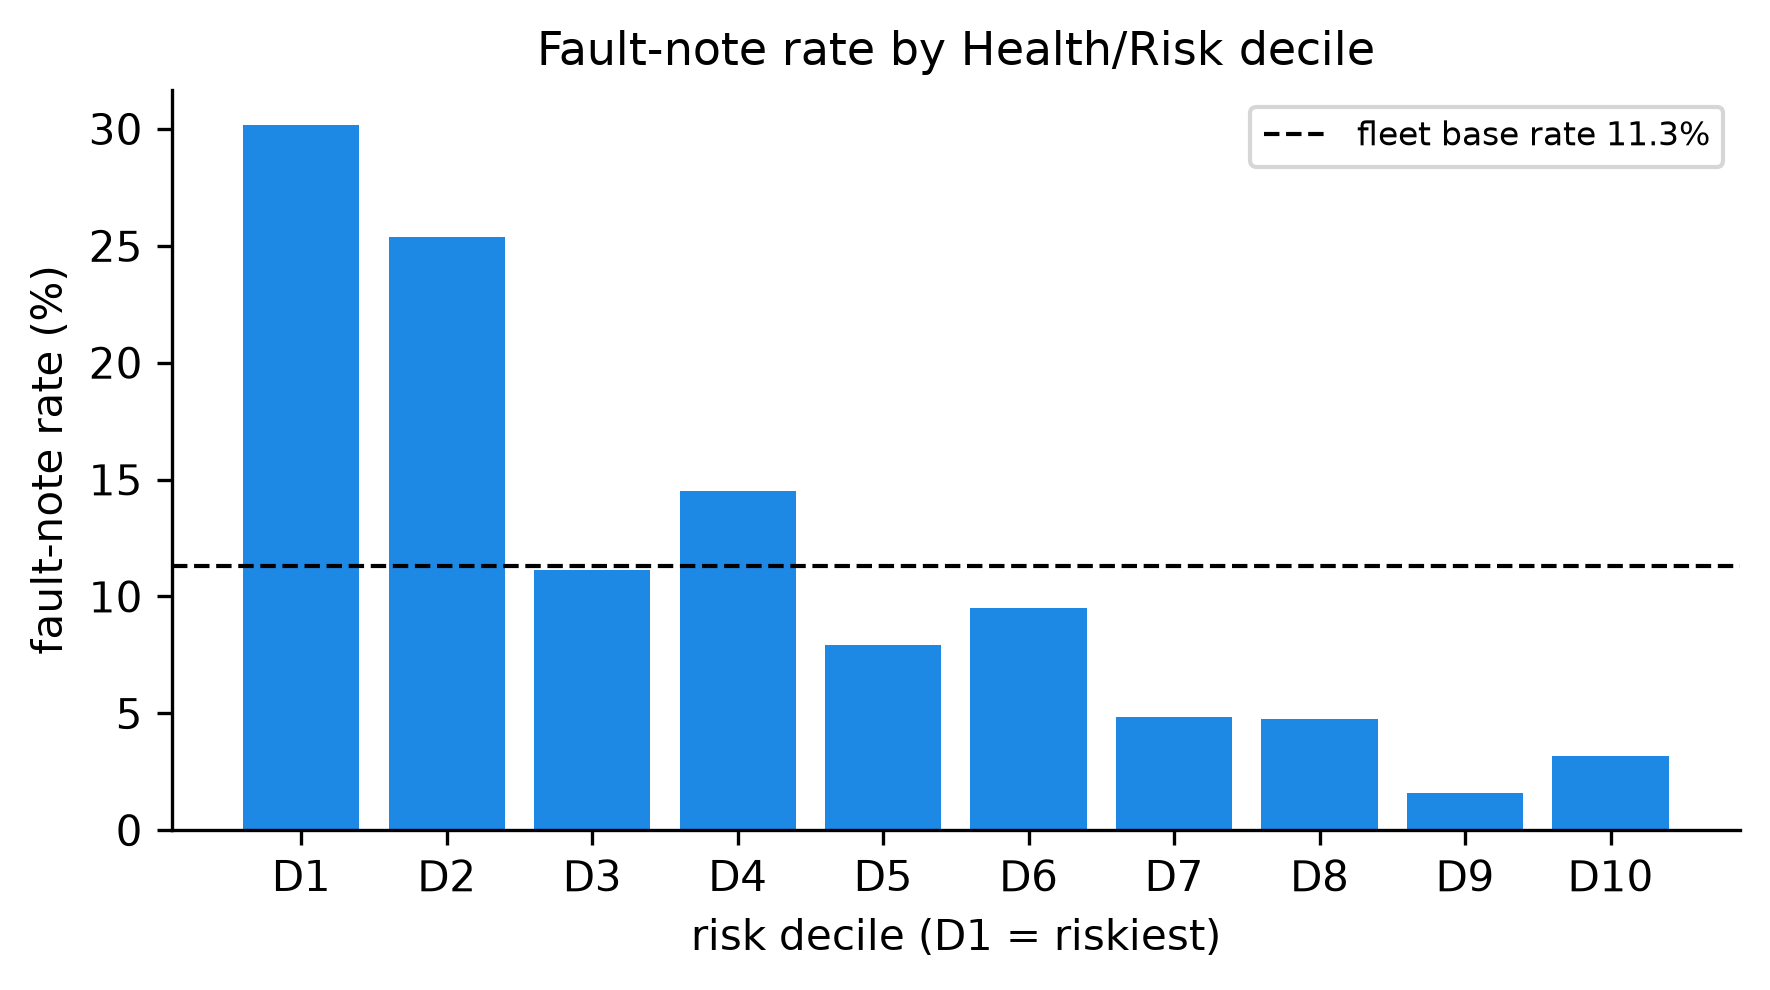 Fault-note rate by Health/Risk decile
fleet base rate 11.3%
fault-note rate (%)
30
25
20
15
10
5
0
D1 D2 D3 D4 D5 D6 D7 D8 D9 D10
risk decile (D1 = riskiest)